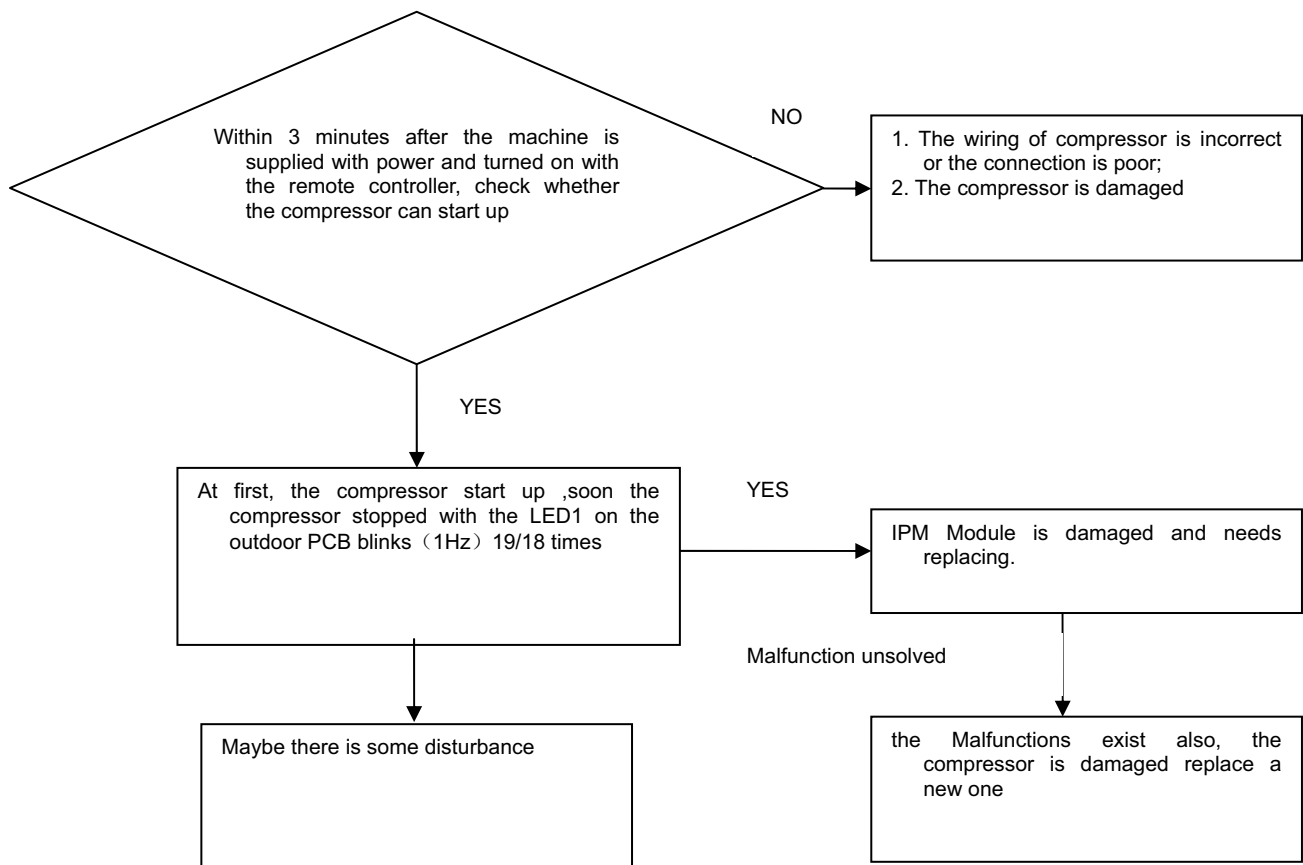 Within 3 minutes after the machine is
supplied with power and turned on with
the remote controller, check whether
the compressor can start up
NO
1. The wiring of compressor is incorrect
or the connection is poor;
2. The compressor is damaged
YES
At first, the compressor start up ,soon the
compressor stopped with the LED1 on the
outdoor PCB blinks（1Hz）19/18 times
YES
IPM Module is damaged and needs
replacing.
Malfunction unsolved
Maybe there is some disturbance
the Malfunctions exist also, the
compressor is damaged replace a
new one